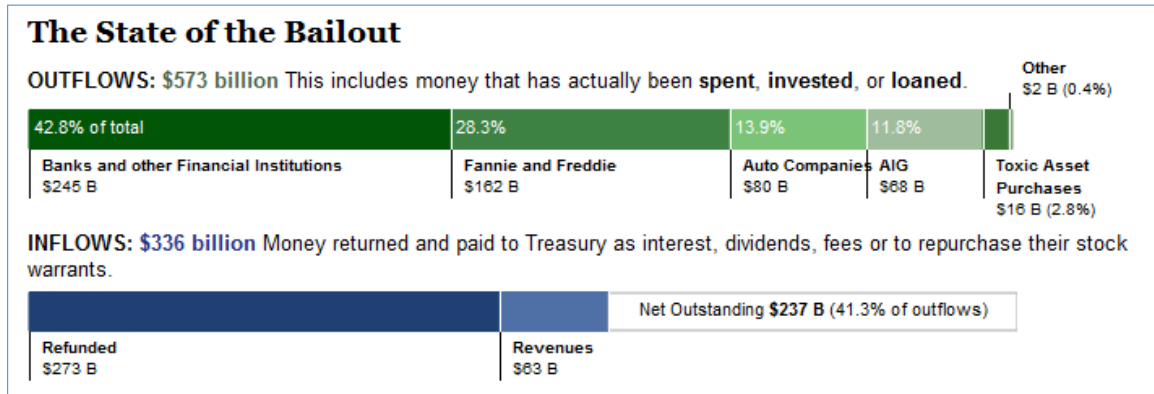 The State of the Bailout
OUTFLOWS: $573 billion This includes money that has actually been spent, invested, or loaned.
Other
$2 B (0.4%)
42.8% of total
28.3%
13.9%
11.8%
Banks and other Financial Institutions
$245 B
Fannie and Freddie
$162 B
Auto Companies
$80 B
AIG
$68 B
Toxic Asset
Purchases
$16 B (2.8%)
INFLOWS: $336 billion Money returned and paid to Treasury as interest, dividends, fees or to repurchase their stock
warrants.
Net Outstanding $237 B (41.3% of outflows)
Refunded
$273 B
Revenues
$63 B